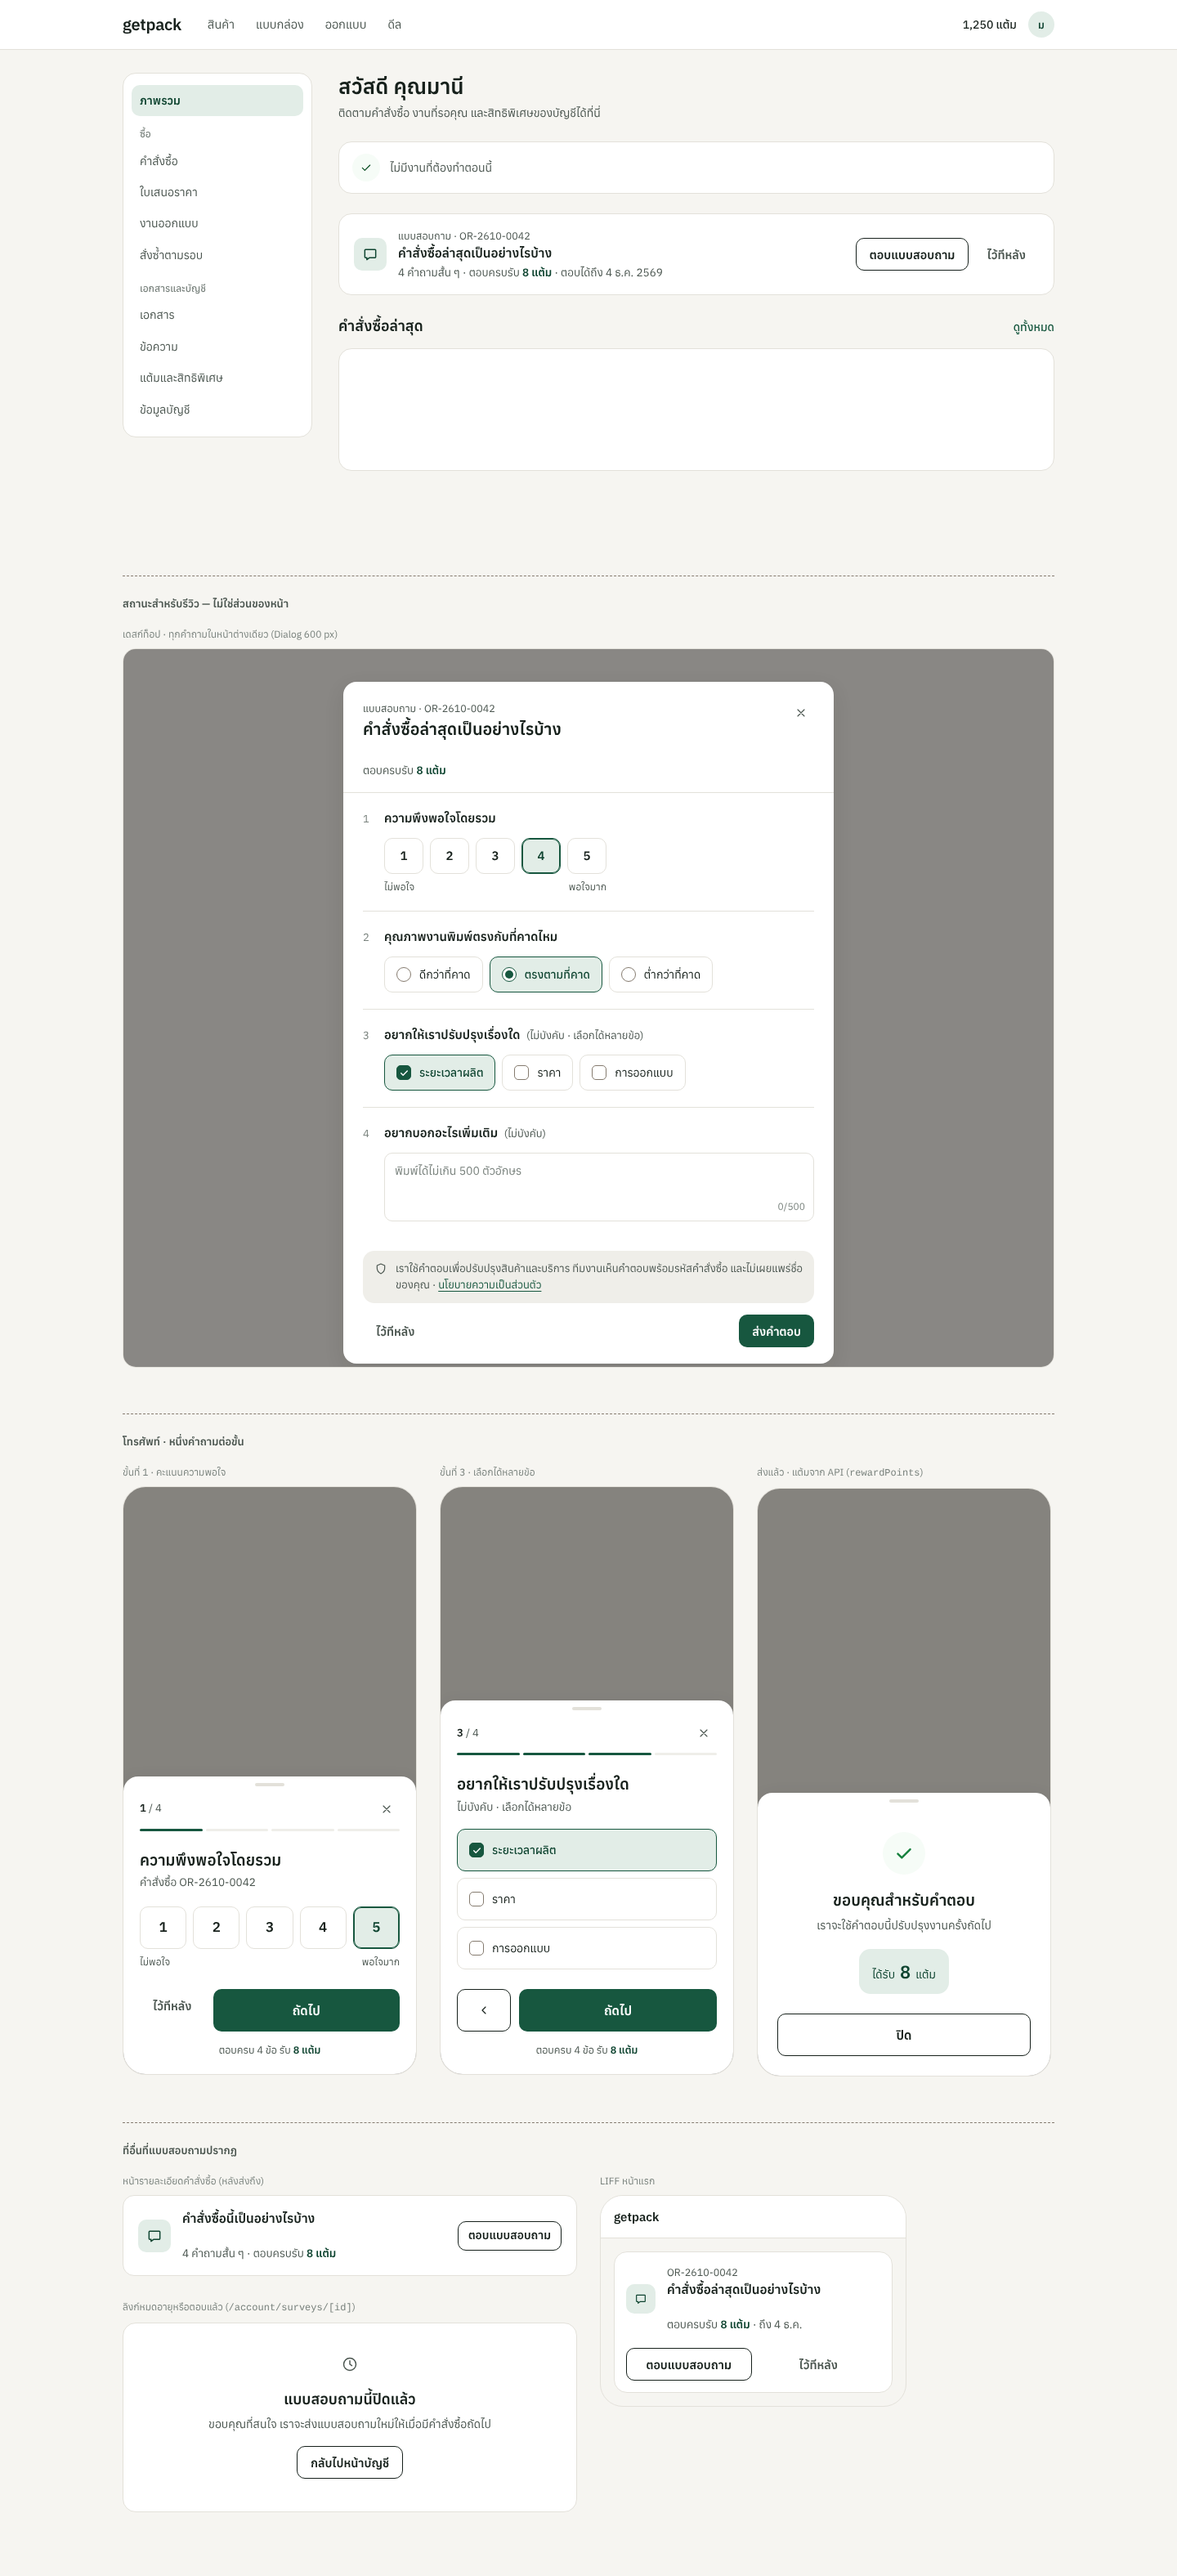 getpack
สินค้า
แบบกล่อง
ออกแบบ
ดีล
1,250 แต้ม
ม
ภาพรวม
ซื้อ
คำสั่งซื้อ
ใบเสนอราคา
งานออกแบบ
สั่งซ้ำตามรอบ
เอกสารและบัญชี
เอกสาร
ข้อความ
แต้มและสิทธิพิเศษ
ข้อมูลบัญชี
สวัสดี คุณมานี
ติดตามคำสั่งซื้อ งานที่รอคุณ และสิทธิพิเศษของบัญชีได้ที่นี่
ไม่มีงานที่ต้องทำตอนนี้
แบบสอบถาม · OR-2610-0042
คำสั่งซื้อล่าสุดเป็นอย่างไรบ้าง
4 คำถามสั้น ๆ · ตอบครบรับ 8 แต้ม · ตอบได้ถึง 4 ธ.ค. 2569
ตอบแบบสอบถาม
ไว้ทีหลัง
คำสั่งซื้อล่าสุด
ดูทั้งหมด
สถานะสำหรับรีวิว — ไม่ใช่ส่วนของหน้า
เดสก์ท็อป · ทุกคำถามในหน้าต่างเดียว (Dialog 600 px)
แบบสอบถาม · OR-2610-0042
คำสั่งซื้อล่าสุดเป็นอย่างไรบ้าง
ตอบครบรับ 8 แต้ม
1 ความพึงพอใจโดยรวม
1 2 3 4 5
ไม่พอใจ พอใจมาก
2 คุณภาพงานพิมพ์ตรงกับที่คาดไหม
ดีกว่าที่คาด ตรงตามที่คาด ต่ำกว่าที่คาด
3 อยากให้เราปรับปรุงเรื่องใด (ไม่บังคับ · เลือกได้หลายข้อ)
ระยะเวลาผลิต ราคา การออกแบบ
4 อยากบอกอะไรเพิ่มเติม (ไม่บังคับ)
พิมพ์ได้ไม่เกิน 500 ตัวอักษร
0/500
เราใช้คำตอบเพื่อปรับปรุงสินค้าและบริการ ทีมงานเห็นคำตอบพร้อมรหัสคำสั่งซื้อ และไม่เผยแพร่ชื่อ
ของคุณ · นโยบายความเป็นส่วนตัว
ไว้ทีหลัง
ส่งคำตอบ
โทรศัพท์ · หนึ่งคำถามต่อขั้น
ขั้นที่ 1 · คะแนนความพอใจ
1 / 4
ความพึงพอใจโดยรวม
คำสั่งซื้อ OR-2610-0042
1 2 3 4 5
ไม่พอใจ พอใจมาก
ไว้ทีหลัง
ถัดไป
ตอบครบ 4 ข้อ รับ 8 แต้ม
ขั้นที่ 3 · เลือกได้หลายข้อ
3 / 4
อยากให้เราปรับปรุงเรื่องใด
ไม่บังคับ · เลือกได้หลายข้อ
ระยะเวลาผลิต
ราคา
การออกแบบ
ถัดไป
ตอบครบ 4 ข้อ รับ 8 แต้ม
ส่งแล้ว · แต้มจาก API (rewardPoints)
ขอบคุณสำหรับคำตอบ
เราจะใช้คำตอบนี้ปรับปรุงงานครั้งถัดไป
ได้รับ 8 แต้ม
ปิด
ที่อื่นที่แบบสอบถามปรากฏ
หน้ารายละเอียดคำสั่งซื้อ (หลังส่งถึง)
คำสั่งซื้อนี้เป็นอย่างไรบ้าง
4 คำถามสั้น ๆ · ตอบครบรับ 8 แต้ม
ตอบแบบสอบถาม
ลิงก์หมดอายุหรือตอบแล้ว (/account/surveys/[id])
แบบสอบถามนี้ปิดแล้ว
ขอบคุณที่สนใจ เราจะส่งแบบสอบถามใหม่ให้เมื่อมีคำสั่งซื้อถัดไป
กลับไปหน้าบัญชี
LIFF หน้าแรก
getpack
OR-2610-0042
คำสั่งซื้อล่าสุดเป็นอย่างไรบ้าง
ตอบครบรับ 8 แต้ม · ถึง 4 ธ.ค.
ตอบแบบสอบถาม
ไว้ทีหลัง